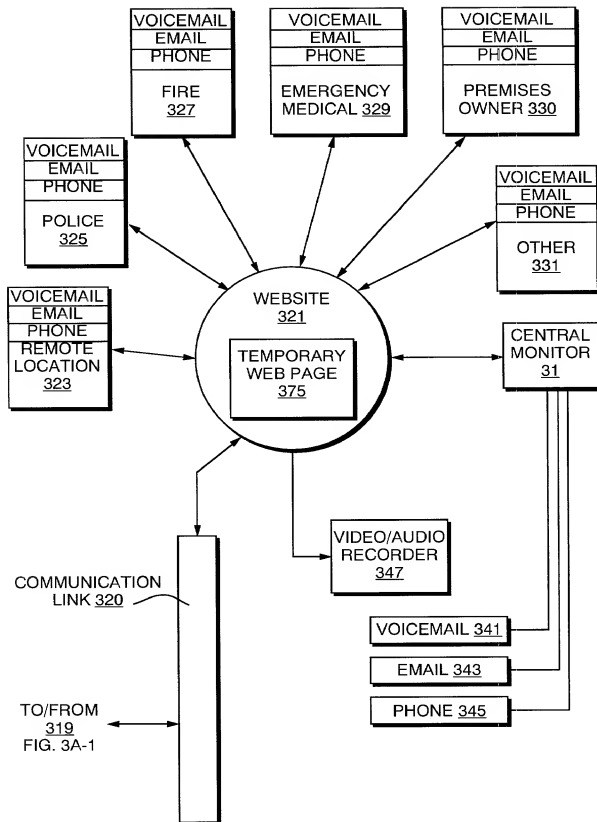 VOICEMAIL
EMAIL
PHONE
FIRE
327
VOICEMAIL
EMAIL
PHONE
EMERGENCY
MEDICAL 329
VOICEMAIL
EMAIL
PHONE
PREMISES
OWNER 330
VOICEMAIL
EMAIL
PHONE
POLICE
325
VOICEMAIL
EMAIL
PHONE
OTHER
331
VOICEMAIL
EMAIL
PHONE
REMOTE
LOCATION
323
WEBSITE
321
TEMPORARY
WEB PAGE
375
CENTRAL
MONITOR
31
VIDEO/AUDIO
RECORDER
347
COMMUNICATION
LINK 320
VOICEMAIL 341
EMAIL 343
PHONE 345
TO/FROM
319
FIG. 3A-1